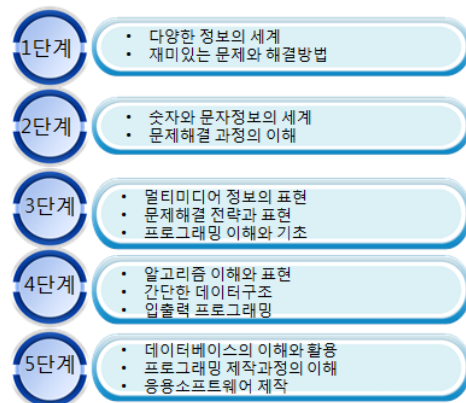 1단계
• 다양한 정보의 세계
• 재미있는 문제와 해결방법
2단계
• 숫자와 문자정보의 세계
• 문제해결 과정의 이해
3단계
• 멀티미디어 정보의 표현
• 문제해결 전략과 표현
• 프로그래밍 이해와 기초
4단계
• 알고리즘 이해와 표현
• 간단한 데이터구조
• 입출력 프로그래밍
5단계
• 데이터베이스의 이해와 활용
• 프로그래밍 제작과정의 이해
• 응용소프트웨어 제작